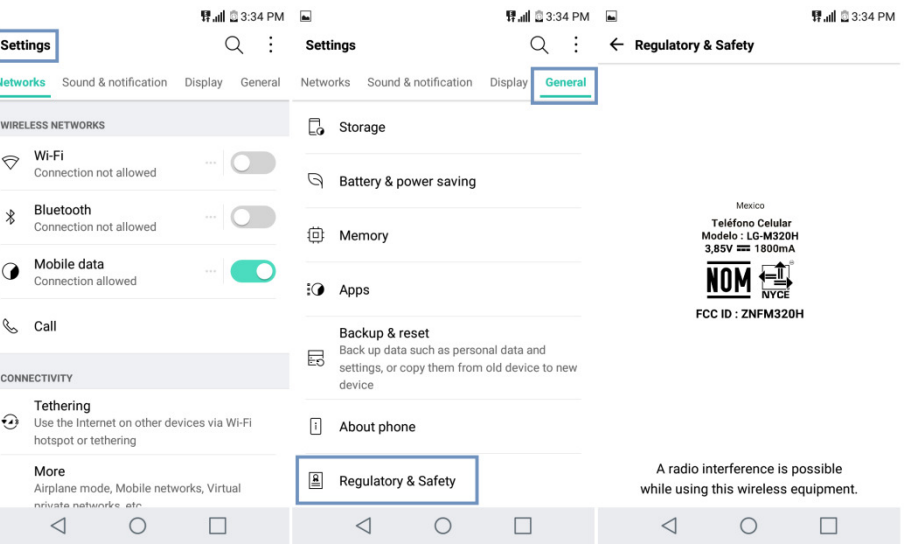 3:34 PM
Settings
Networks Sound & notification Display General
WIRELESS NETWORKS
Wi-Fi
Connection not allowed
Bluetooth
Connection not allowed
Mobile data
Connection allowed
Call
CONNECTIVITY
Tethering
Use the Internet on other devices via Wi-Fi
hotspot or tethering
More
Airplane mode, Mobile networks, Virtual
private networks, etc.
3:34 PM
Settings
Networks Sound & notification Display General
Storage
Battery & power saving
Memory
Apps
Backup & reset
Back up data such as personal data and
settings, or copy them from old device to new
device
About phone
Regulatory & Safety
3:34 PM
Regulatory & Safety
Mexico
Teléfono Celular
Modelo : LG-M320H
3,85V 1800mA
NOM NYCE
FCC ID : ZNFM320H
A radio interference is possible
while using this wireless equipment.